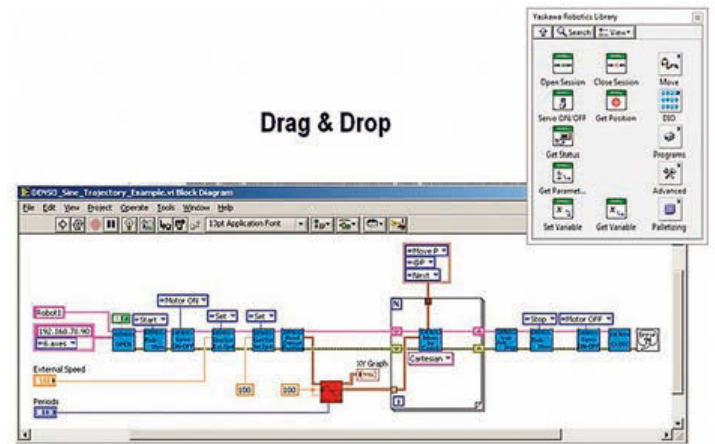 Yaskawa Robotics Library
Search View
Open Session Close Session Move
Servo ON/OFF Get Position DIO
Get Status Programs
Get Paramet... Advanced
Set Variable Get Variable Palletizing
Drag & Drop
DENSO_Sine_Trajectory_Example.vi Block Diagram
File Edit View Project Operate Tools Window Help
13pt Application Font
Move P
@P
Next
Motor ON
Robot1
Start
Set
Set
N
Stop
Motor OFF
192.168.70.90
6-axes
OPEN
CLOSE
Cartesian
External Speed
100
100
XY Graph
Periods
i